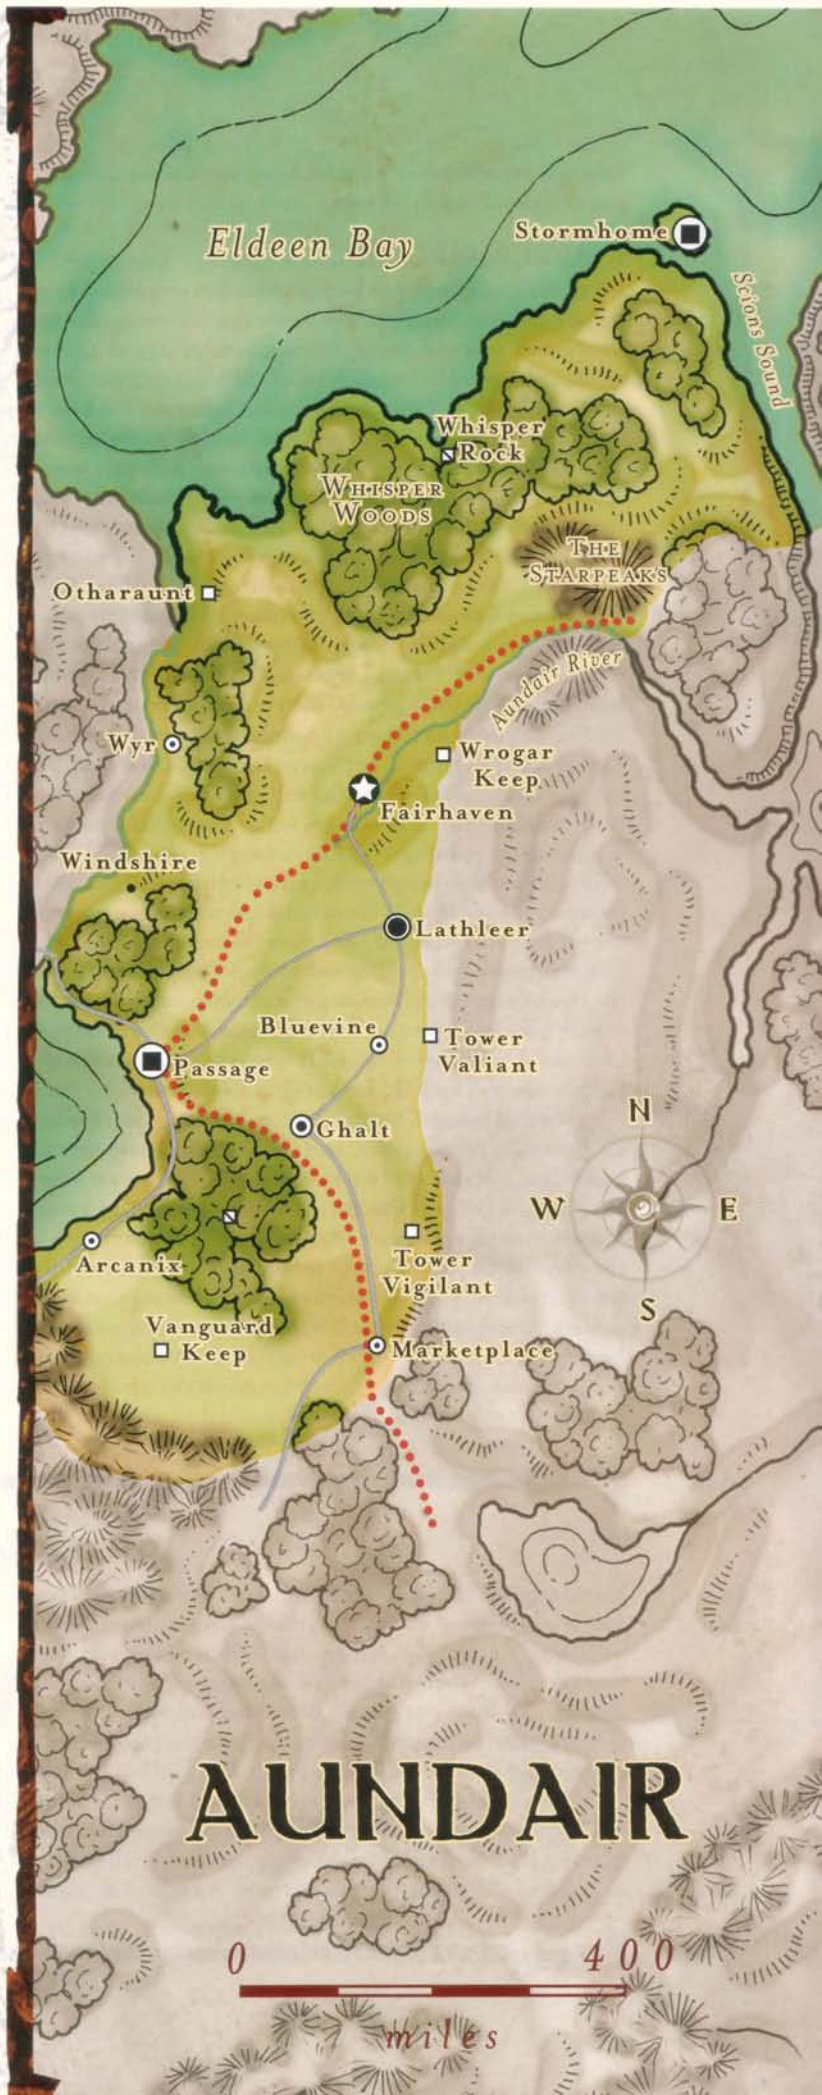 Eldeen Bay
Stormhome
Scions Sound
Whisper
Rock
WHISPER
WOODS
THE
STARPEAKS
Otharaunt
Aundair River
Wyr
Wrogar
Keep
Fairhaven
Windshire
Lathleer
Bluevine
Tower
Valiant
Passage
N
Ghalt
W
E
Arcanix
Tower
Vigilant
S
Vanguard
Keep
Marketplace
AUNDAIR
0 400
miles